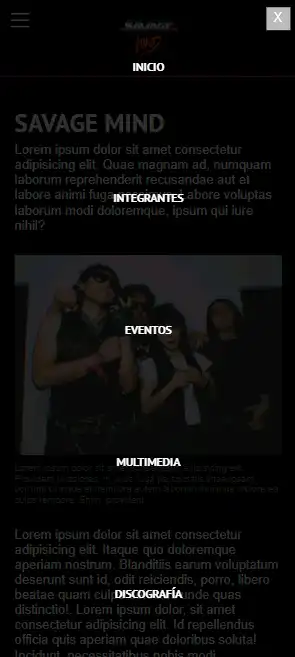 X
SAVAGE
MIND
INICIO
SAVAGE MIND
Lorem ipsum dolor sit amet consectetur
adipisicing elit. Quae magnam ad, numquam
laborum reprehenderit recusandae aut et
labore animi fuga
INTEGRANTES
labore voluptas
laborum modi doloremque, ipsum qui iure
nihil?
EVENTOS
MULTIMEDIA
Lorem ipsum dolor sit amet consectetur
adipisicing elit. Itaque quo doloremque
aperiam nostrum. Blanditiis earum voluptatum
deserunt sunt id, odit reiciendis, porro, libero
beatae quam
DISCOGRAFÍA
unde quas
distinctio!. Lorem ipsum dolor, sit amet
consectetur adipisicing elit. Id repellendus
officia quis aperiam quae doloribus soluta!
Incidunt, necessitatibus nobis modi